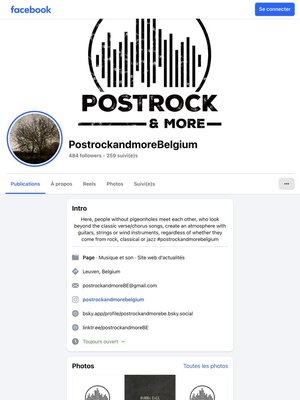 facebook
Se connecter
POSTROCK
& MORE
PostrockandmoreBelgium
484 followers • 259 suivi(e)s
Publications
À propos
Reels
Photos
Suivi(e)s
Intro
Here, people without pigeonholes meet each other, who look
beyond the classic verse/chorus songs, create an atmosphere with
guitars, strings or wind instruments, regardless of whether they
come from rock, classical or jazz #postrockandmorebelgium
Page · Musique et son · Site web d'actualités
Leuven, Belgium
postrockandmoreBE@gmail.com
postrockandmorebelgium
bsky.app/profile/postrockandmorebe.bsky.social
linktr.ee/postrockandmoreBE
Toujours ouvert
Photos
Toutes les photos